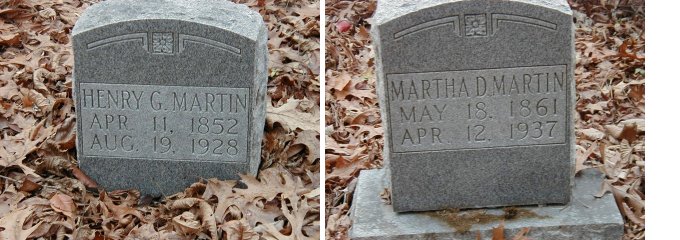 HENRY G. MARTIN
APR. 11, 1852
AUG. 19, 1928
MARTHA D. MARTIN
MAY 18, 1861
APR. 12, 1937